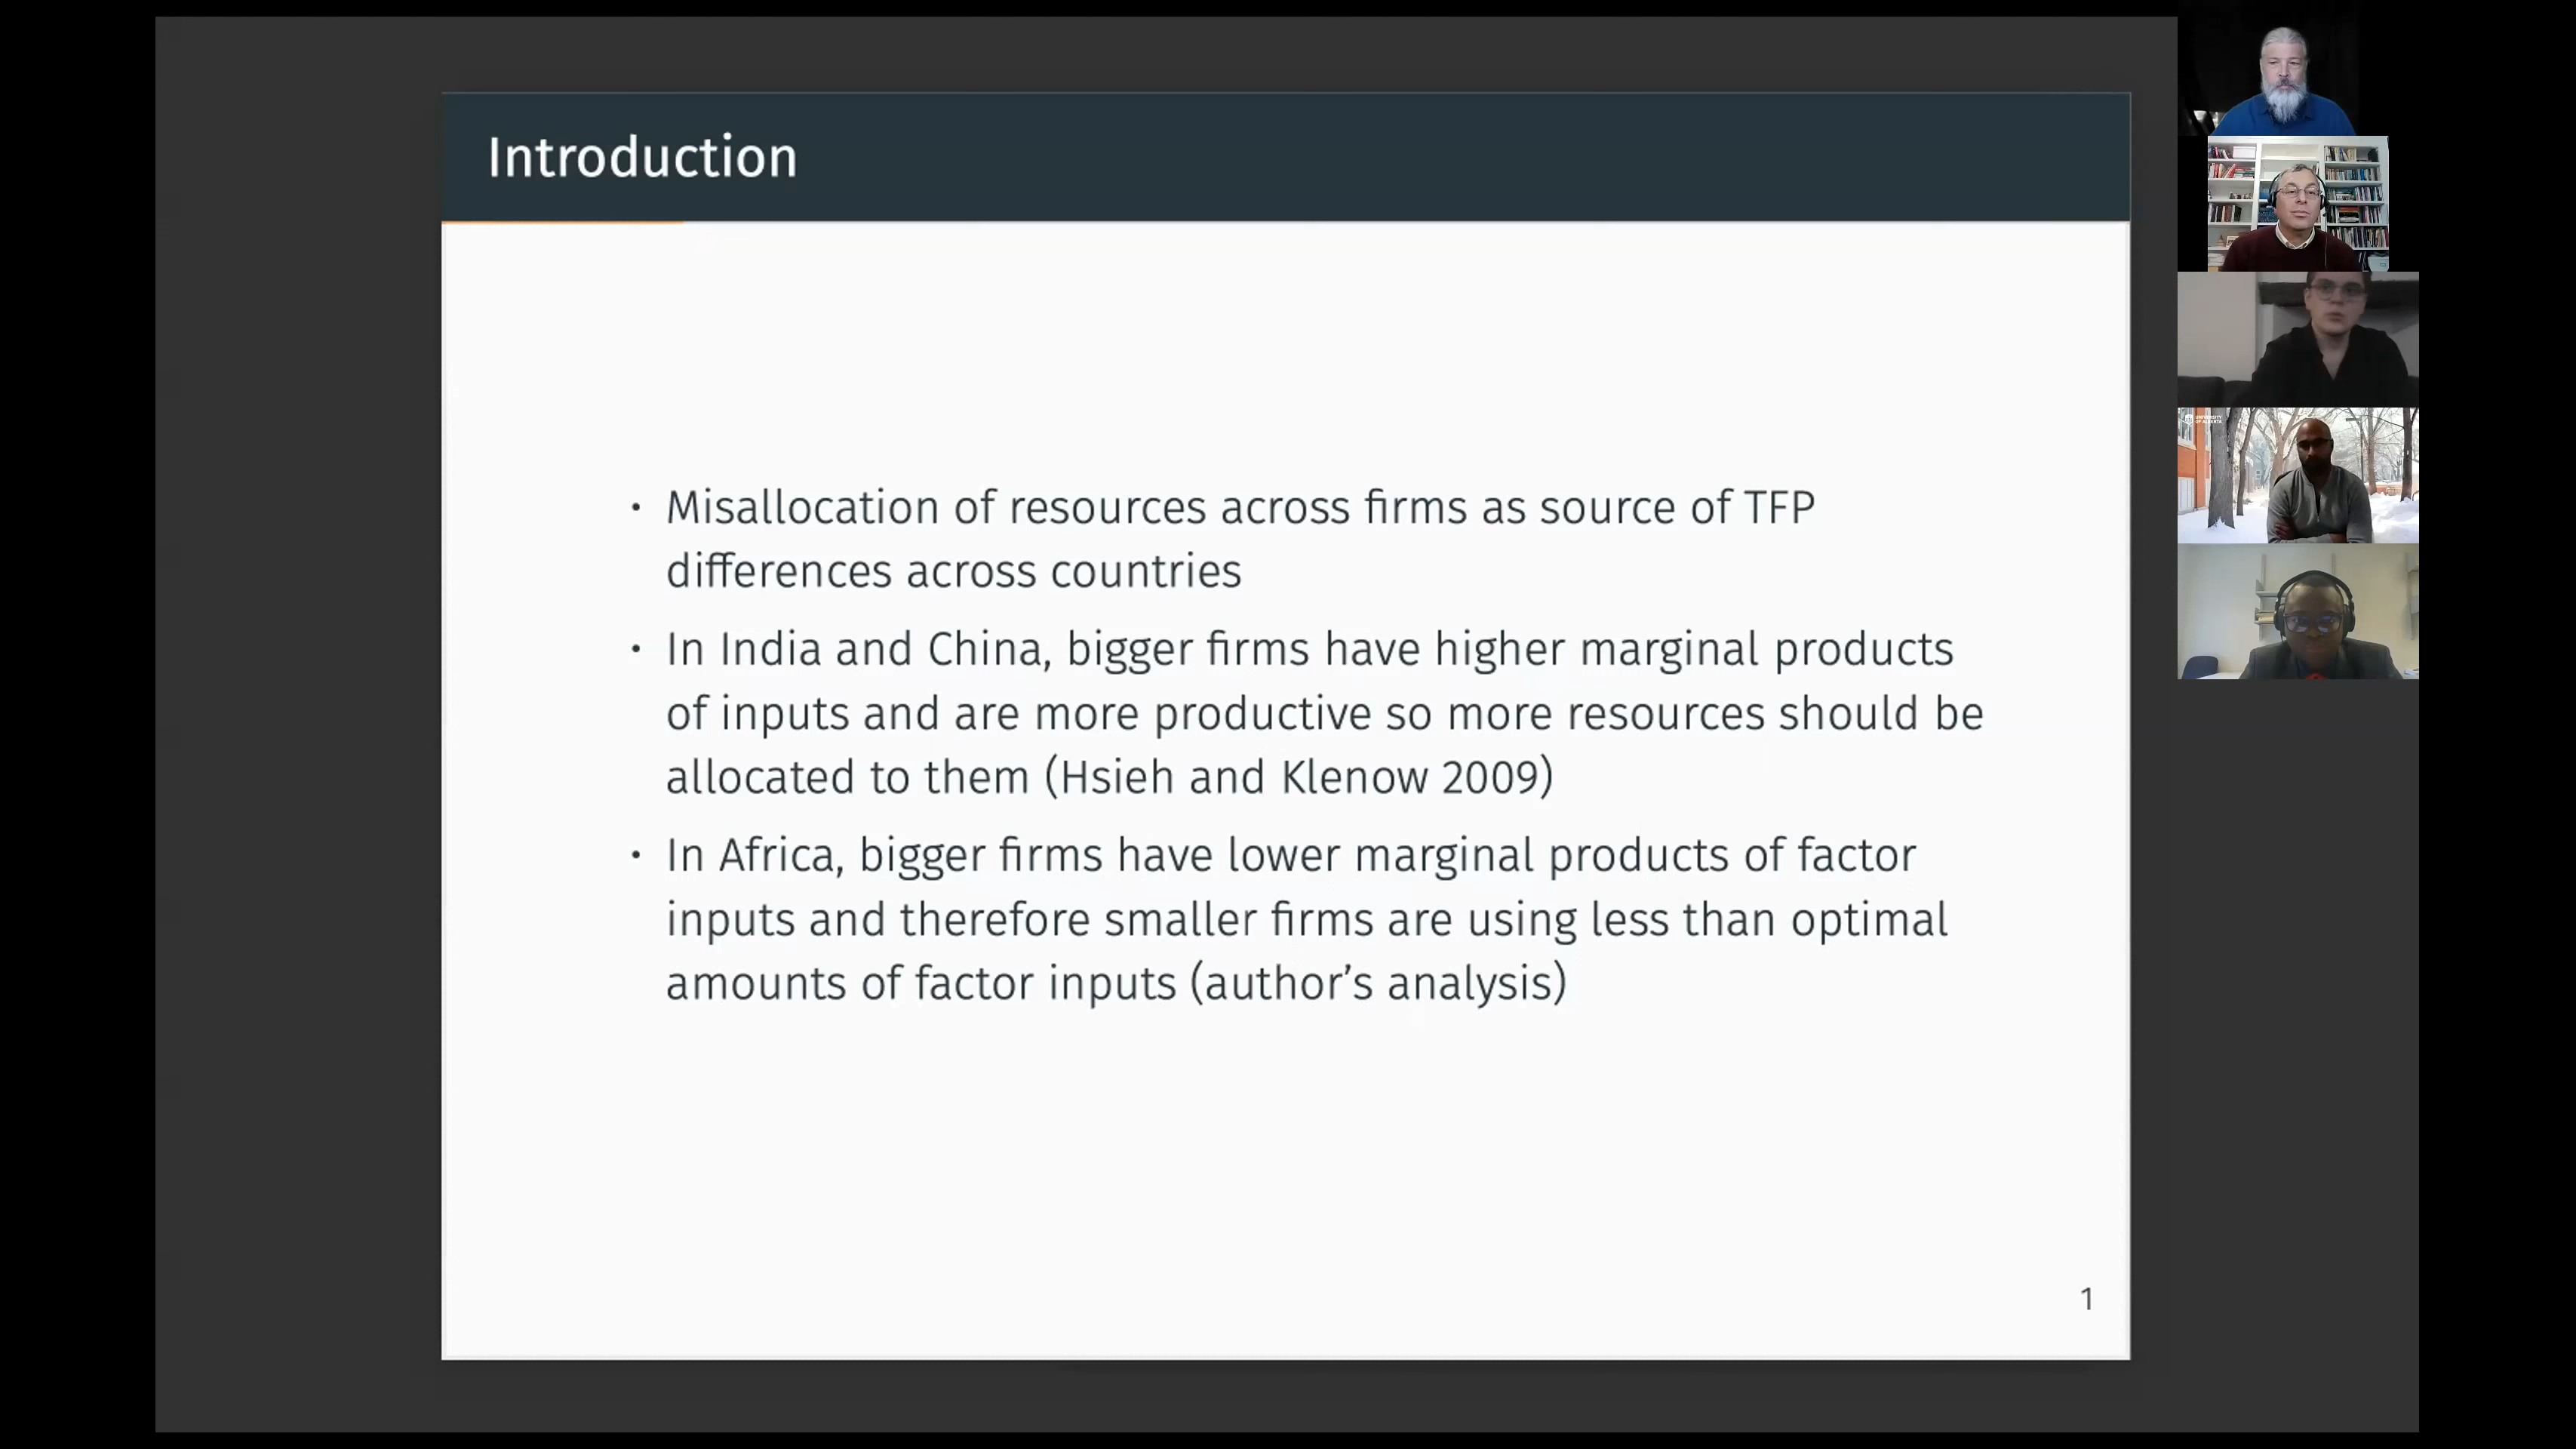 Introduction
• Misallocation of resources across firms as source of TFP
differences across countries
• In India and China, bigger firms have higher marginal products
of inputs and are more productive so more resources should be
allocated to them (Hsieh and Klenow 2009)
• In Africa, bigger firms have lower marginal products of factor
inputs and therefore smaller firms are using less than optimal
amounts of factor inputs (author’s analysis)
1
UNIVERSITY
OF ALBERTA